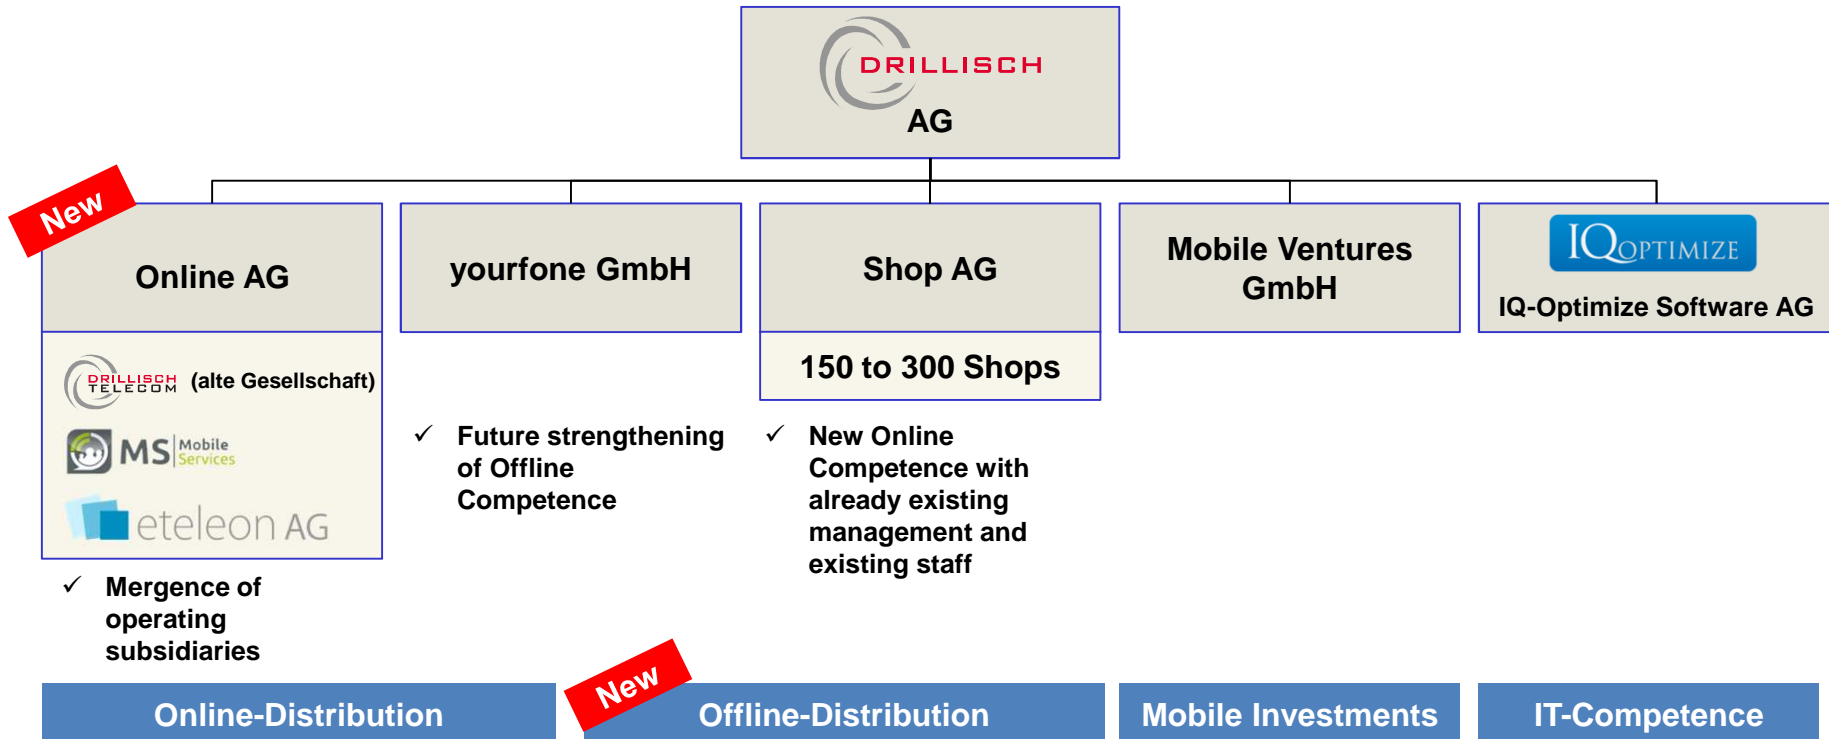 DRILLISCH
AG
New
Online AG
yourfone GmbH
Shop AG
Mobile Ventures
GmbH
IQOPTIMIZE
IQ-Optimize Software AG
DRILLISCH
TELECOM
(alte Gesellschaft)
MS Mobile
Services
eteleon AG
150 to 300 Shops
✓ Mergence of
operating
subsidiaries
✓ Future strengthening
of Offline
Competence
✓ New Online
Competence with
already existing
management and
existing staff
Online-Distribution
New
Offline-Distribution
Mobile Investments
IT-Competence